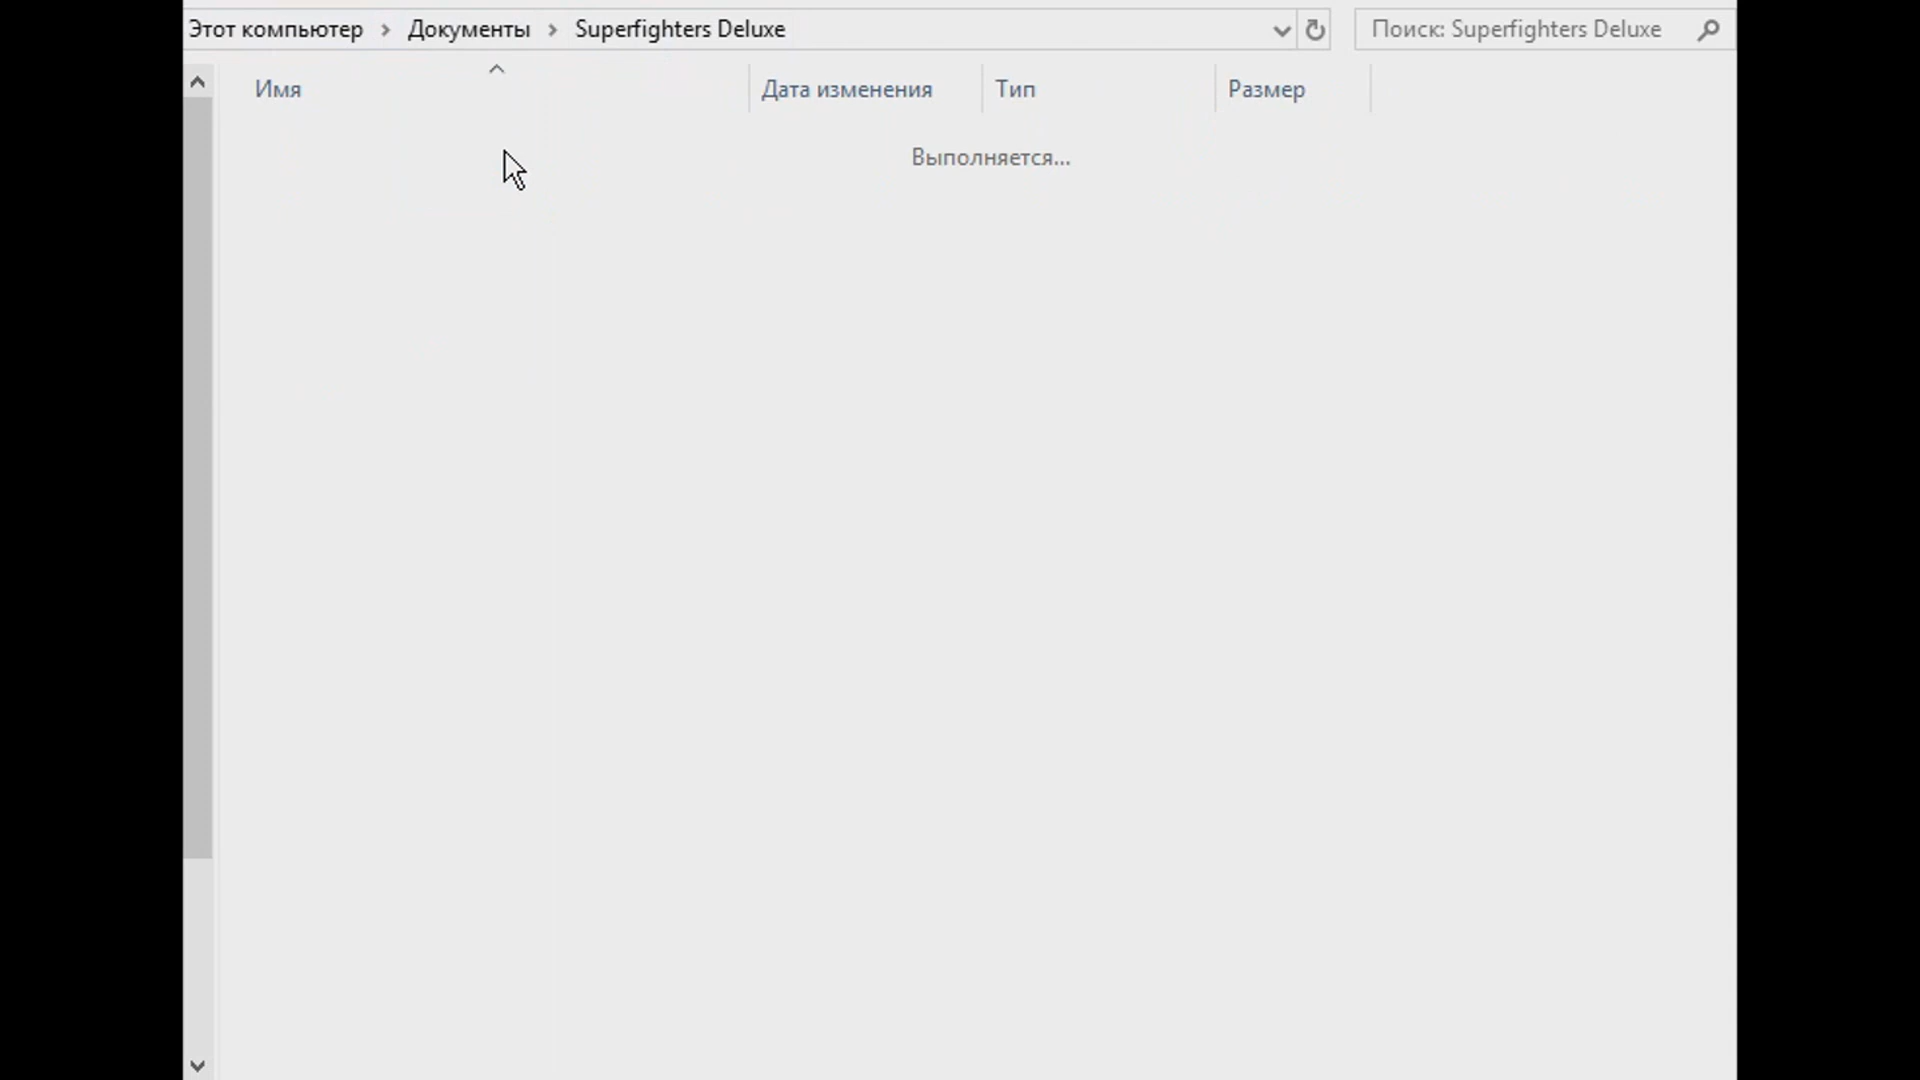 Этот компьютер > Документы > Superfighters Deluxe
Поиск: Superfighters Deluxe
Имя
Дата изменения
Тип
Размер
Выполняется...